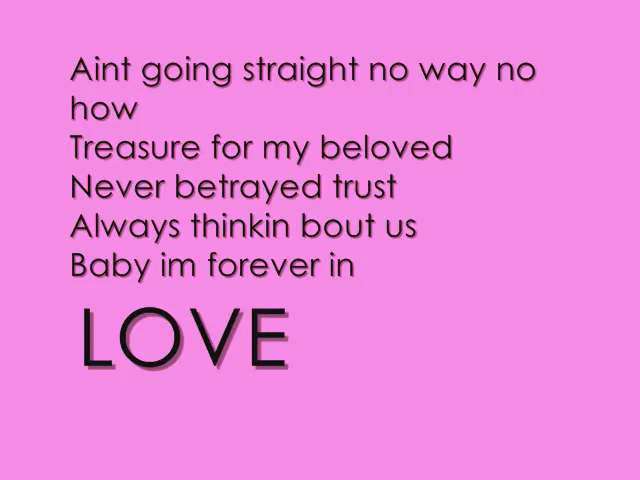 Aint going straight no way no
how
Treasure for my beloved
Never betrayed trust
Always thinkin bout us
Baby im forever in
LOVE